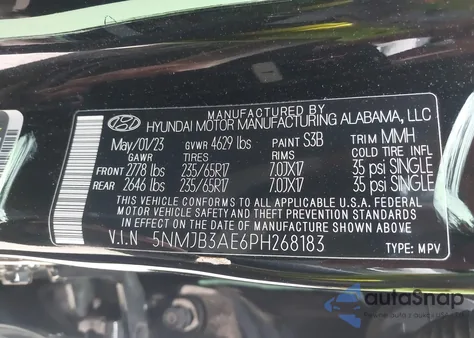 MANUFACTURED BY
HYUNDAI MOTOR MANUFACTURING ALABAMA, LLC
May/01/23 GVWR 4629 lbs PAINT S3B TRIM MMH
GAWR TIRES RIMS COLD TIRE INFL
FRONT 2778 lbs 235/65R17 7.0JX17 35 psi SINGLE
REAR 2646 lbs 235/65R17 7.0JX17 35 psi SINGLE
THIS VEHICLE CONFORMS TO ALL APPLICABLE U.S.A. FEDERAL
MOTOR VEHICLE SAFETY AND THEFT PREVENTION STANDARDS
IN EFFECT ON THE DATE OF MANUFACTURE SHOWN ABOVE.
V.I.N 5NMJB3AE6PH268183 TYPE: MPV
autoSnap